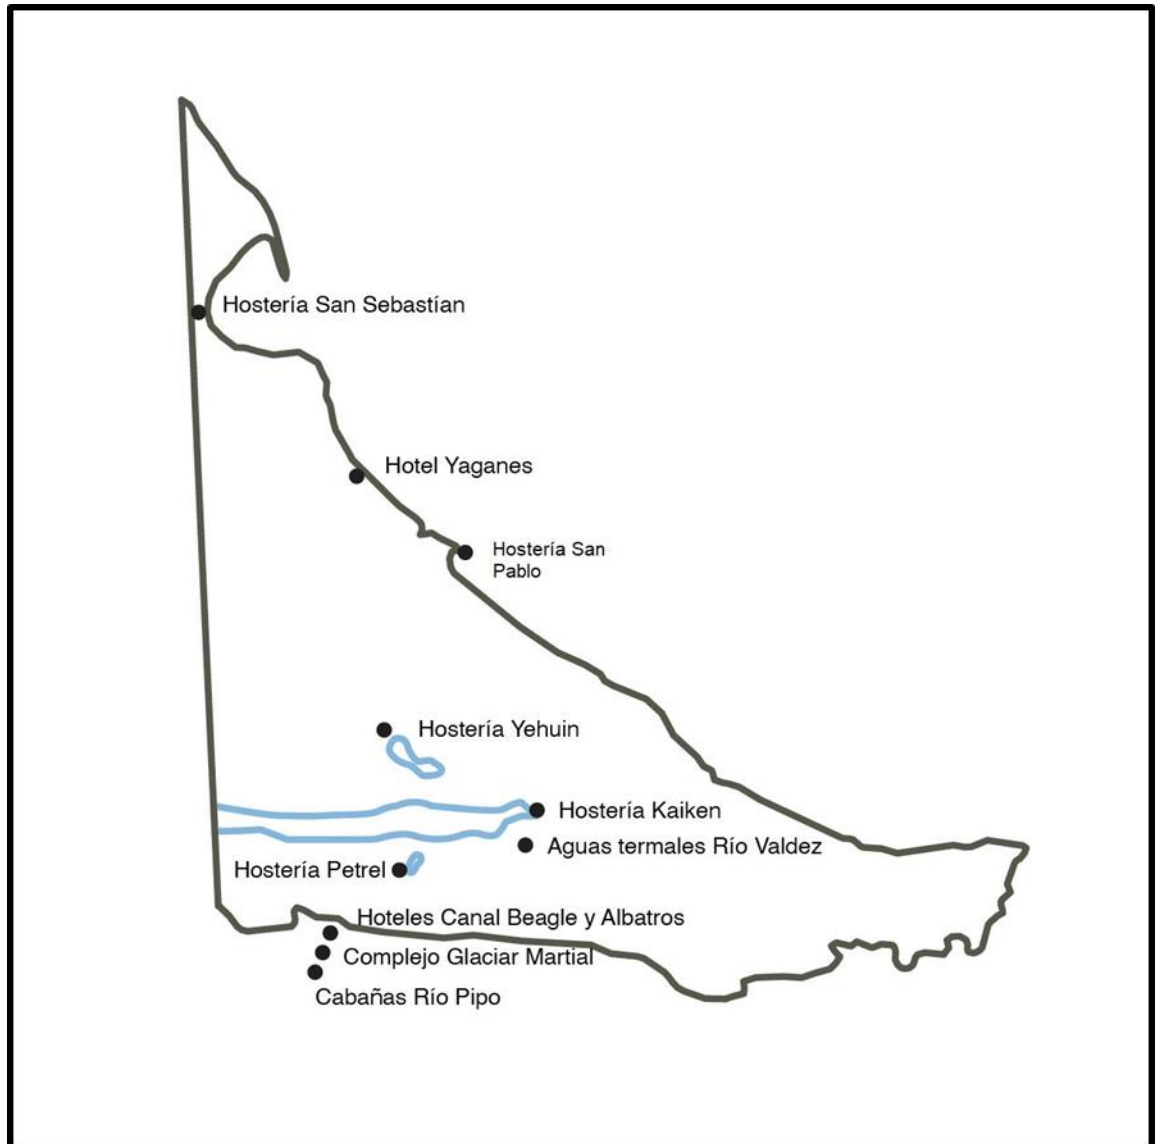 Hostería San Sebastían
Hotel Yaganes
Hostería San
Pablo
Hostería Yehuin
Hostería Kaiken
Aguas termales Río Valdez
Hostería Petrel
Hoteles Canal Beagle y Albatros
Complejo Glaciar Martial
Cabañas Río Pipo